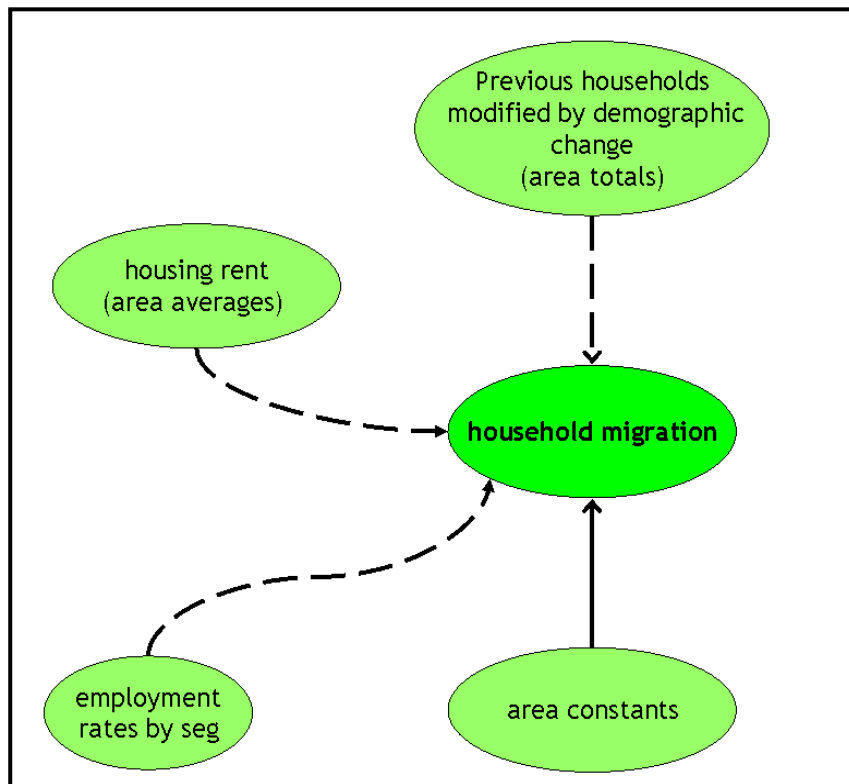 Previous households
modified by demographic
change
(area totals)
housing rent
(area averages)
household migration
employment
rates by seg
area constants